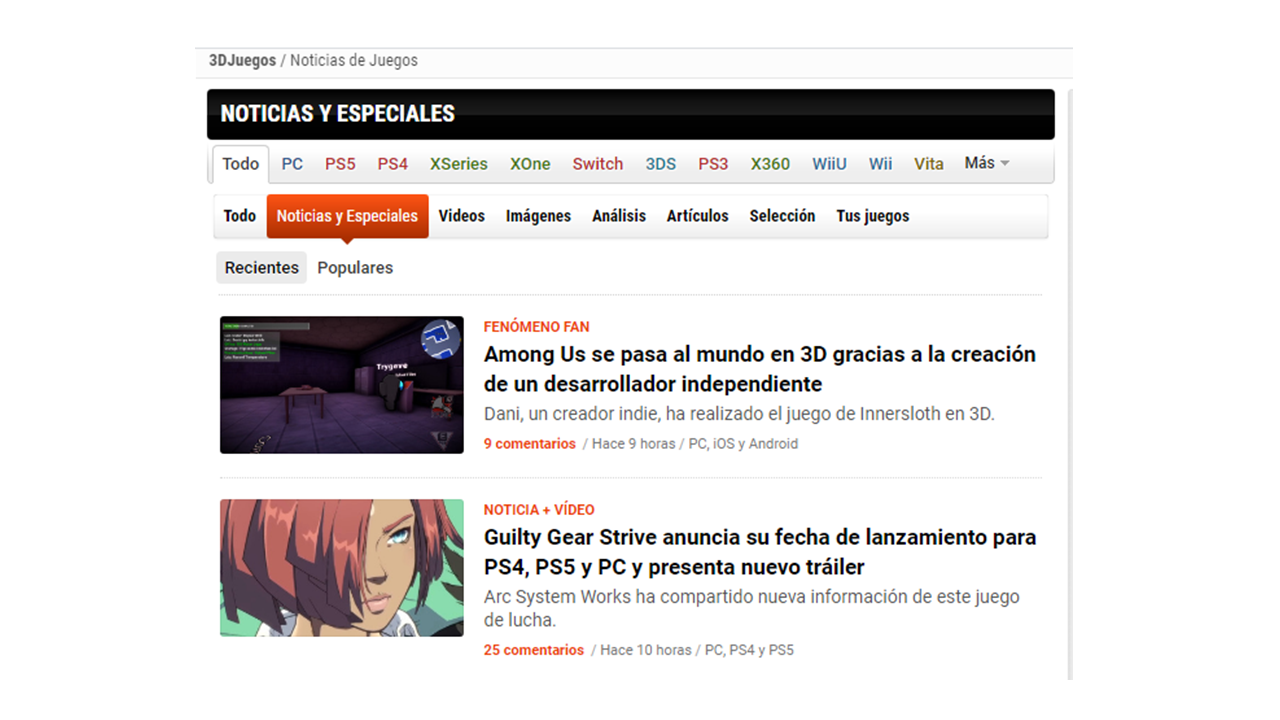 3DJuegos / Noticias de Juegos
NOTICIAS Y ESPECIALES
Todo PC PS5 PS4 XSeries XOne Switch 3DS PS3 X360 WiiU Wii Vita Más
Todo Noticias y Especiales Videos Imágenes Análisis Artículos Selección Tus juegos
Recientes Populares
FENÓMENO FAN
Among Us se pasa al mundo en 3D gracias a la creación
de un desarrollador independiente
Dani, un creador indie, ha realizado el juego de Innersloth en 3D.
9 comentarios / Hace 9 horas / PC, iOS y Android
NOTICIA + VÍDEO
Guilty Gear Strive anuncia su fecha de lanzamiento para
PS4, PS5 y PC y presenta nuevo tráiler
Arc System Works ha compartido nueva información de este juego
de lucha.
25 comentarios / Hace 10 horas / PC, PS4 y PS5